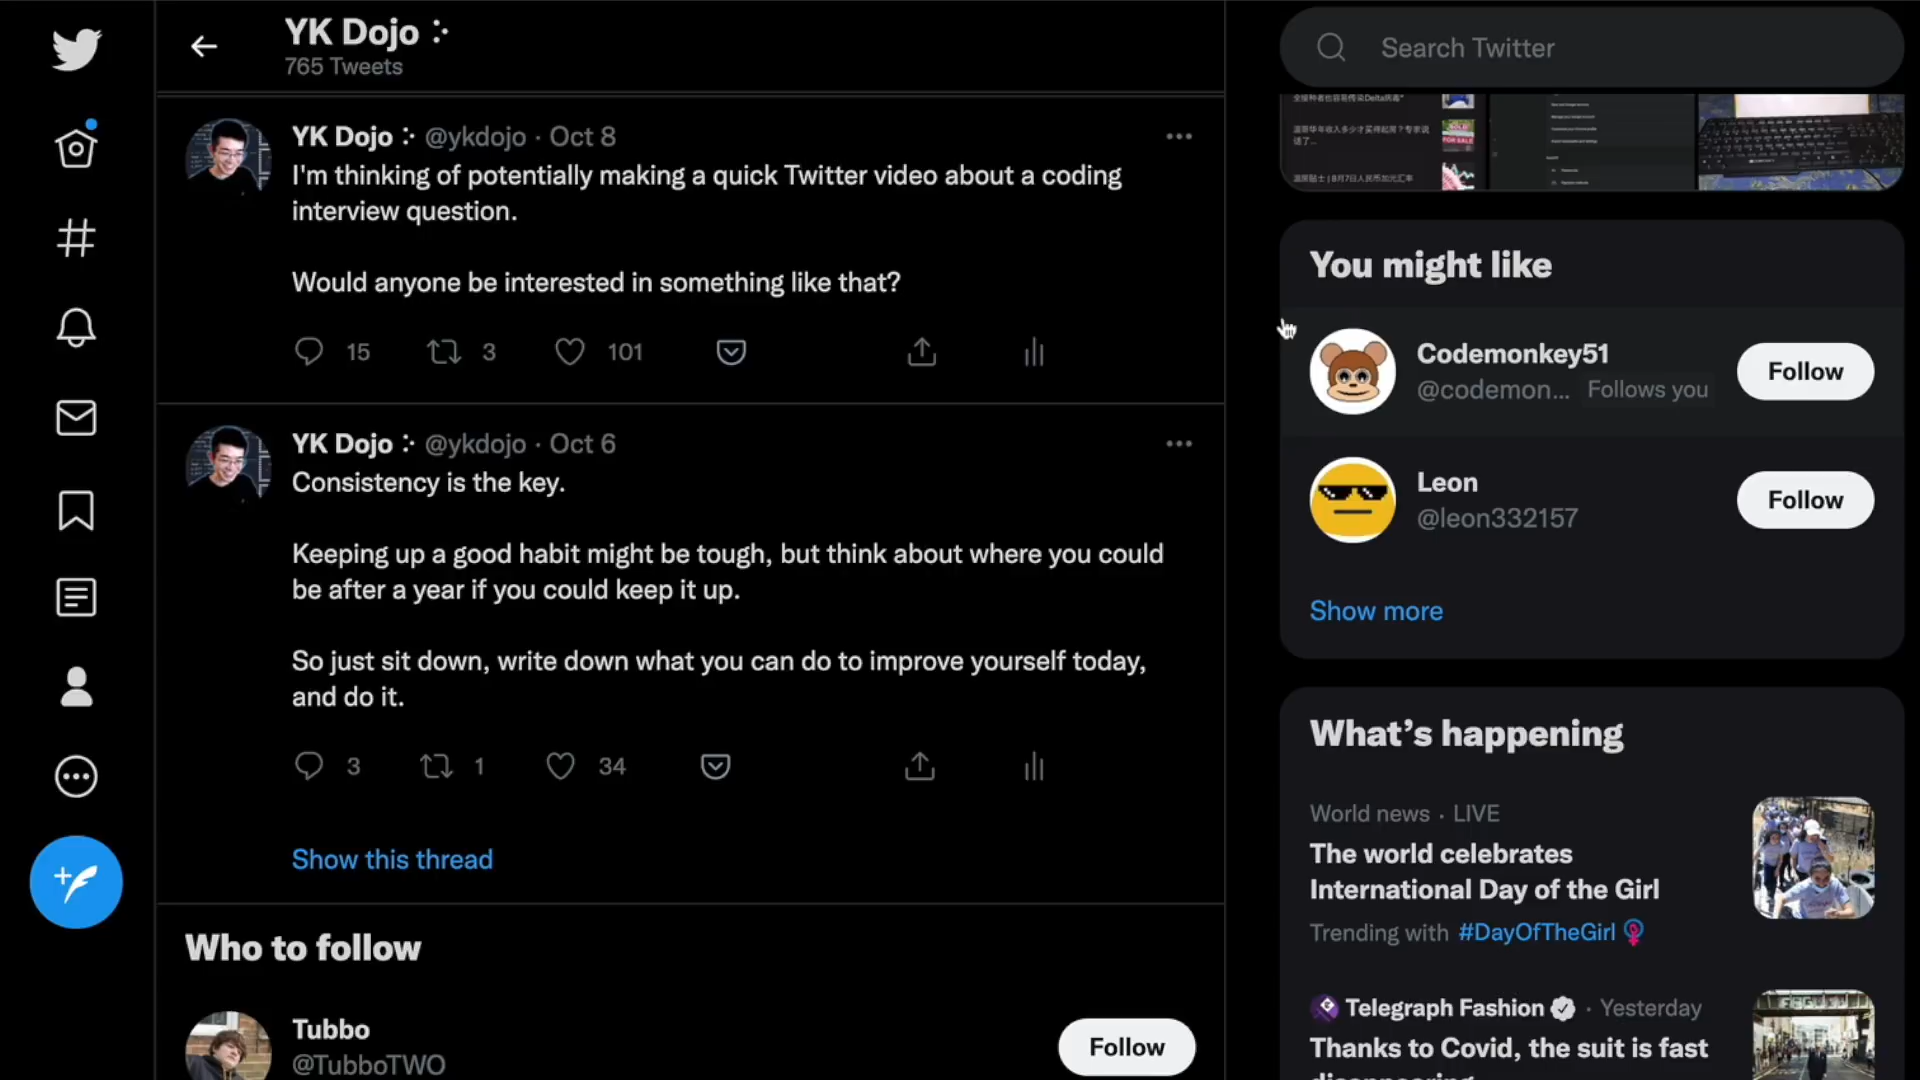 YK Dojo
765 Tweets
Search Twitter
YK Dojo @ykdojo · Oct 8
I'm thinking of potentially making a quick Twitter video about a coding
interview question.
Would anyone be interested in something like that?
15 3 101
YK Dojo @ykdojo · Oct 6
Consistency is the key.
Keeping up a good habit might be tough, but think about where you could
be after a year if you could keep it up.
So just sit down, write down what you can do to improve yourself today,
and do it.
3 1 34
Show this thread
Who to follow
Tubbo
@TubboTWO
Follow
You might like
Codemonkey51
@codemon... Follows you
Follow
Leon
@leon332157
Follow
Show more
What's happening
World news · LIVE
The world celebrates
International Day of the Girl
Trending with #DayOfTheGirl
Telegraph Fashion · Yesterday
Thanks to Covid, the suit is fast
disappearing